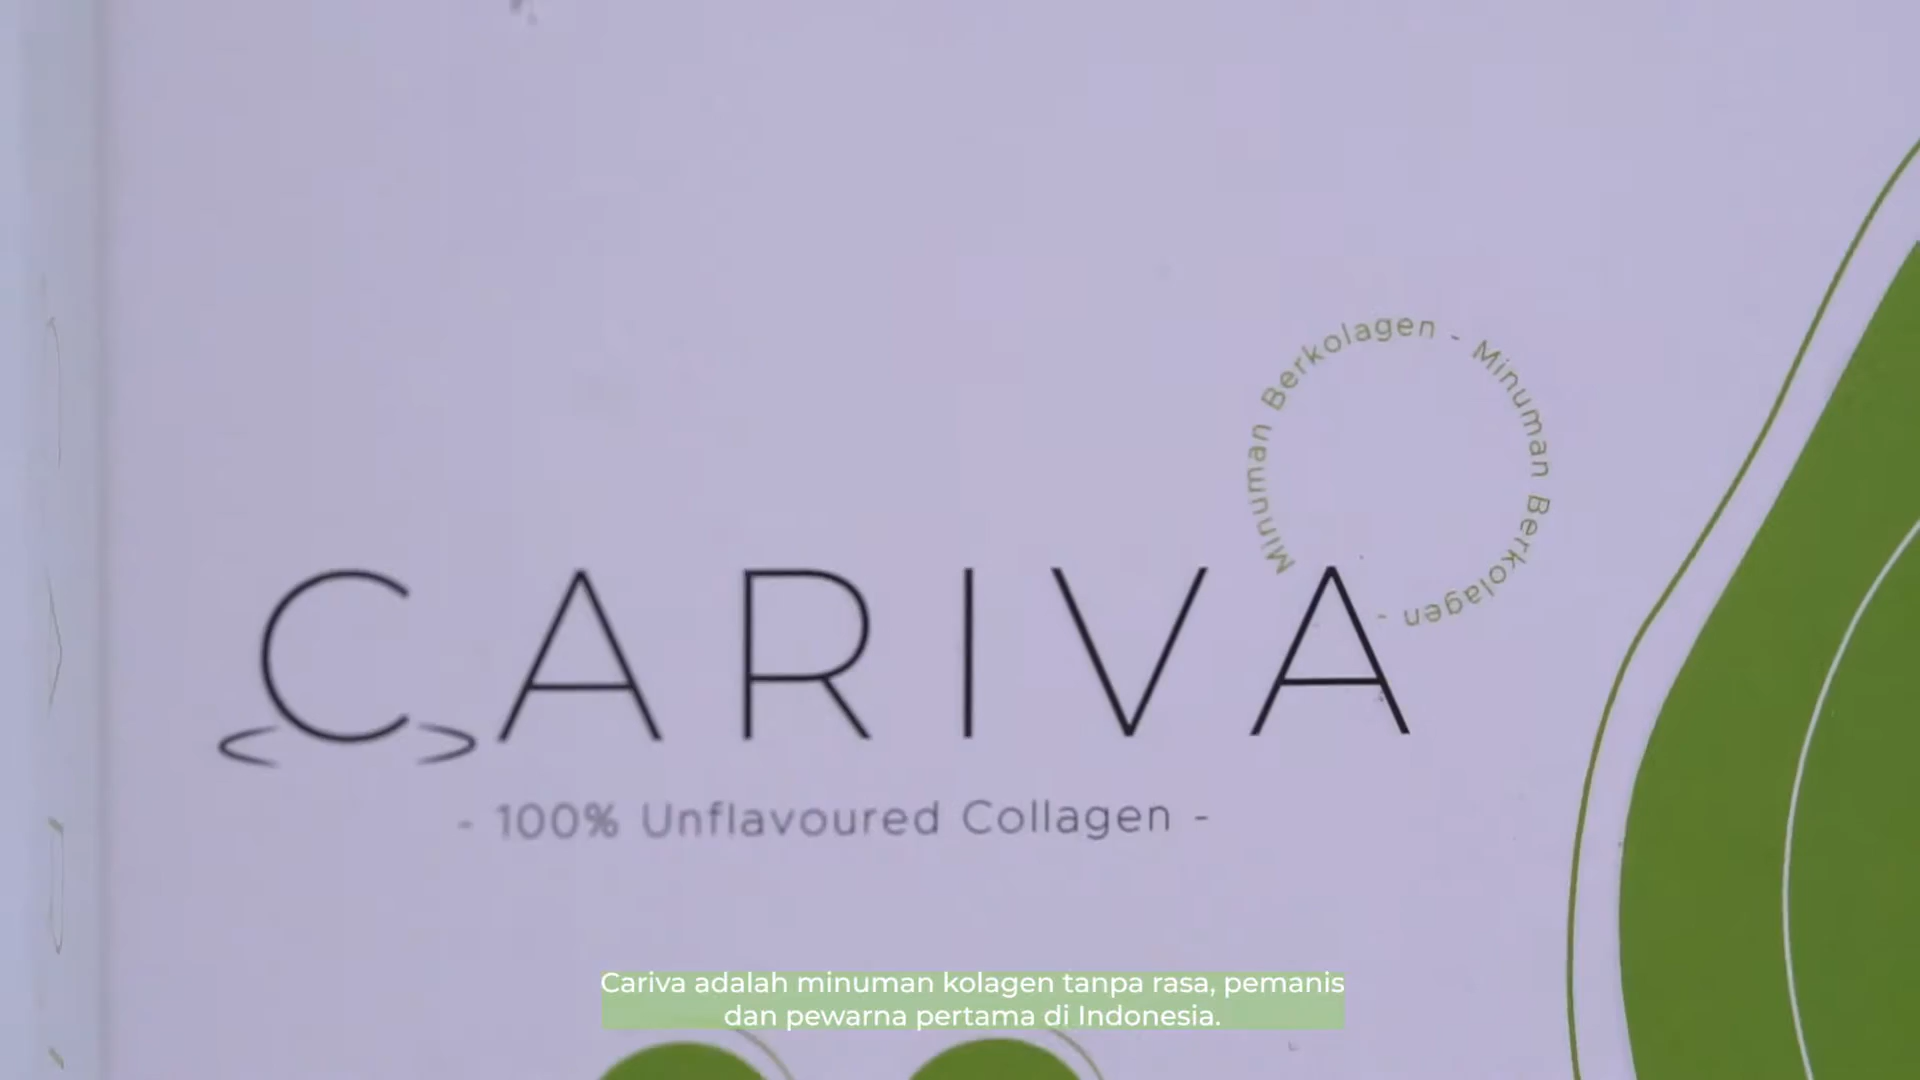 Minuman Berkolagen - Minuman Berkolagen -
CARIVA
- 100% Unflavoured Collagen -
Cariva adalah minuman kolagen tanpa rasa, pemanis
dan pewarna pertama di Indonesia.